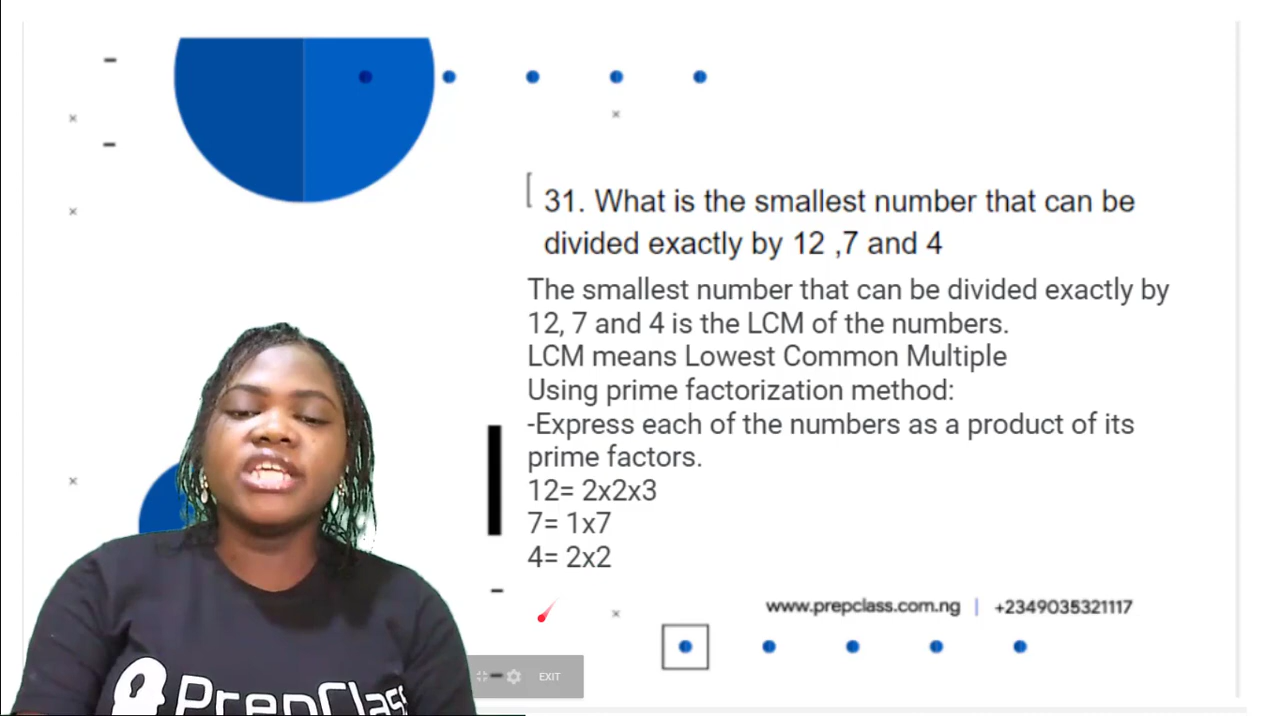 31. What is the smallest number that can be
divided exactly by 12 ,7 and 4
The smallest number that can be divided exactly by
12, 7 and 4 is the LCM of the numbers.
LCM means Lowest Common Multiple
Using prime factorization method:
-Express each of the numbers as a product of its
prime factors.
12= 2x2x3
7= 1x7
4= 2x2
www.prepclass.com.ng | +2349035321117
EXIT
PrepClass